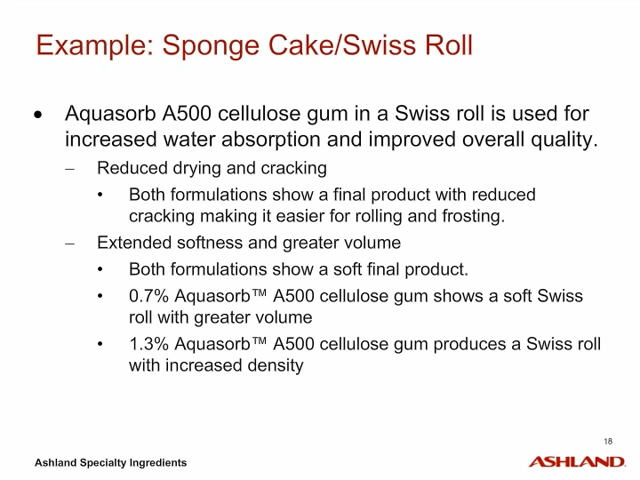 Example: Sponge Cake/Swiss Roll
• Aquasorb A500 cellulose gum in a Swiss roll is used for
increased water absorption and improved overall quality.
– Reduced drying and cracking
• Both formulations show a final product with reduced
cracking making it easier for rolling and frosting.
– Extended softness and greater volume
• Both formulations show a soft final product.
• 0.7% Aquasorb™ A500 cellulose gum shows a soft Swiss
roll with greater volume
• 1.3% Aquasorb™ A500 cellulose gum produces a Swiss roll
with increased density
18
Ashland Specialty Ingredients
ASHLAND